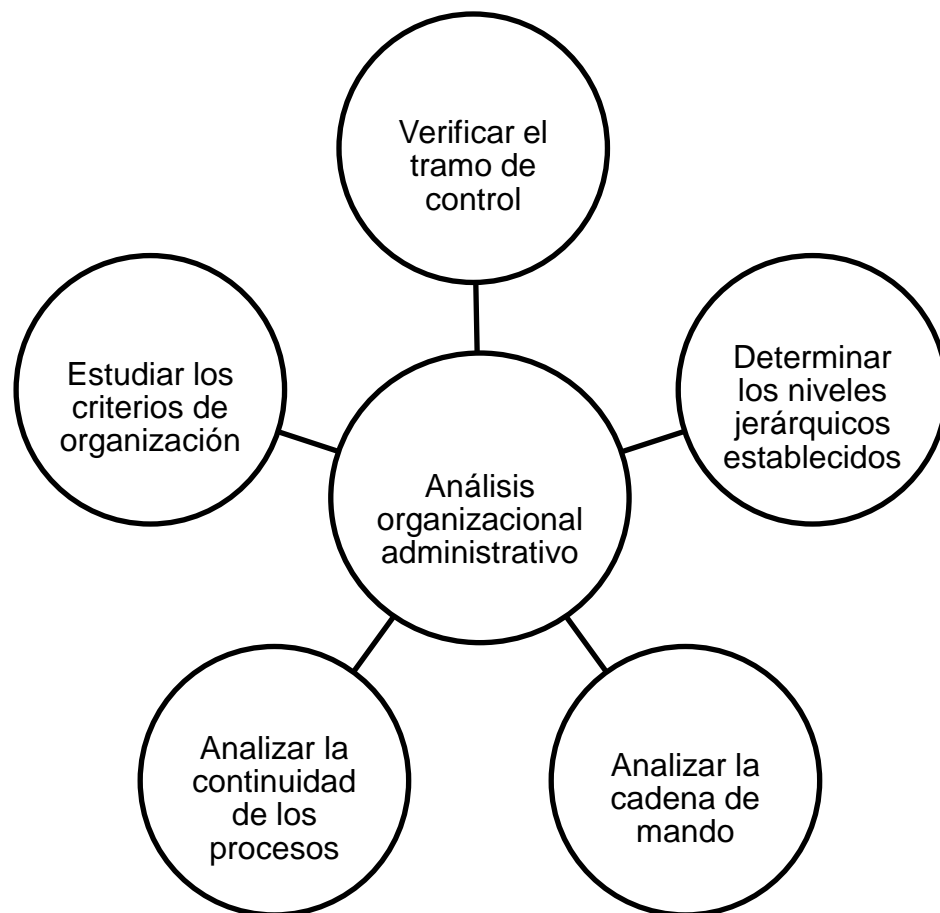 Verificar el
tramo de
control
Determinar
los niveles
jerárquicos
establecidos
Analizar la
cadena de
mando
Analizar la
continuidad
de los
procesos
Estudiar los
criterios de
organización
Análisis
organizacional
administrativo